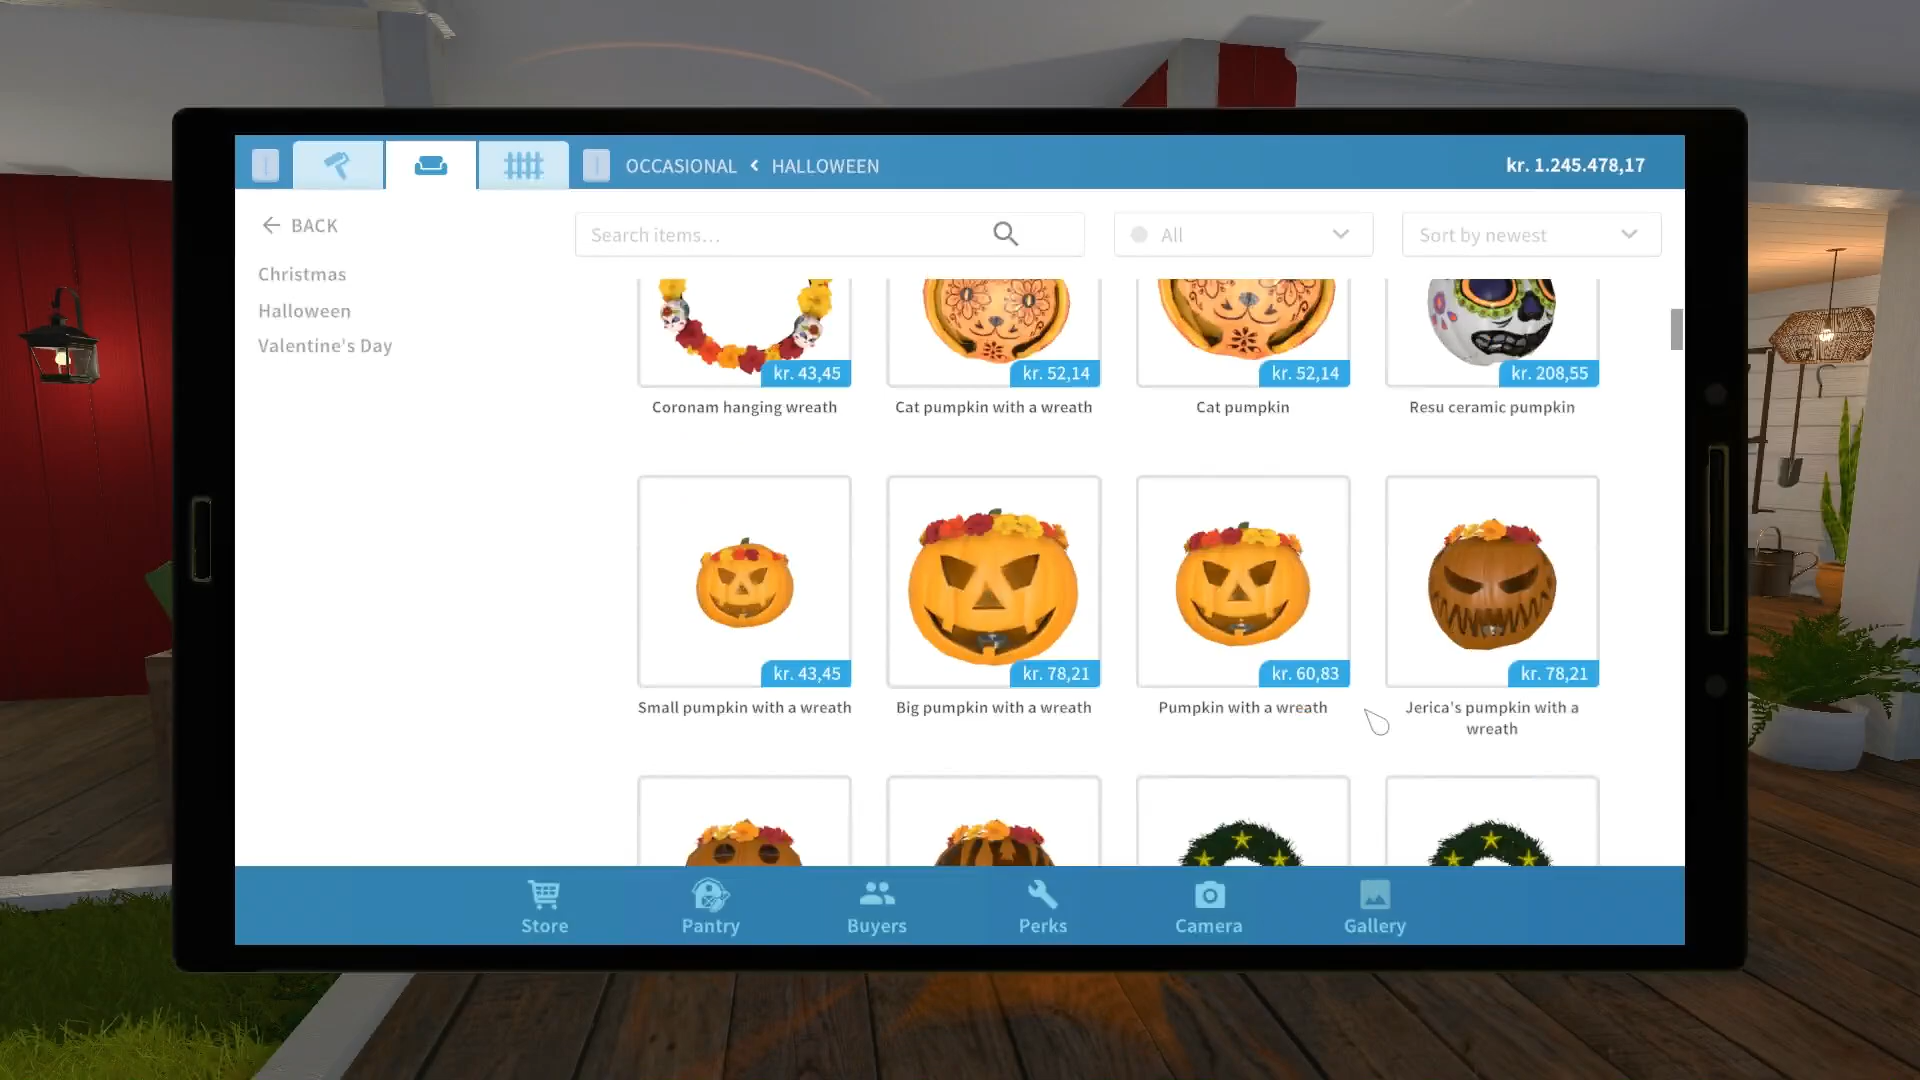 OCCASIONAL < HALLOWEEN
kr. 1.245.478,17
BACK
Search items...
All
Sort by newest
Christmas
Halloween
Valentine's Day
kr. 43,45
kr. 52,14
kr. 52,14
kr. 208,55
Coronam hanging wreath
Cat pumpkin with a wreath
Cat pumpkin
Resu ceramic pumpkin
kr. 43,45
kr. 78,21
kr. 60,83
kr. 78,21
Small pumpkin with a wreath
Big pumpkin with a wreath
Pumpkin with a wreath
Jerica's pumpkin with a
wreath
Store
Pantry
Buyers
Perks
Camera
Gallery